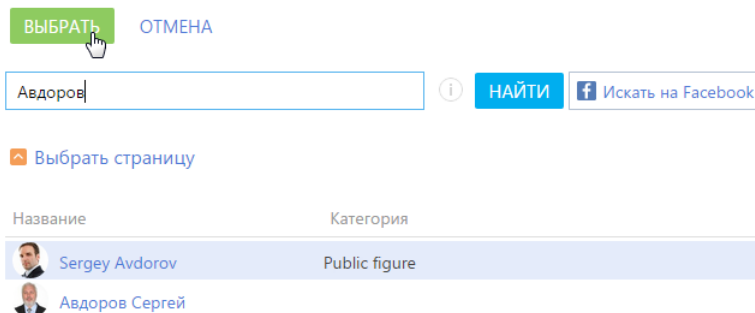 ВЫБРАТЬ ОТМЕНА
Авдоров i НАЙТИ f Искать на Facebook
Выбрать страницу
Название Категория
Sergey Avdorov Public figure
Авдоров Сергей